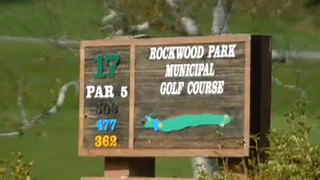 17
PAR 5
477
362
ROCKWOOD PARK
MUNICIPAL
GOLF COURSE